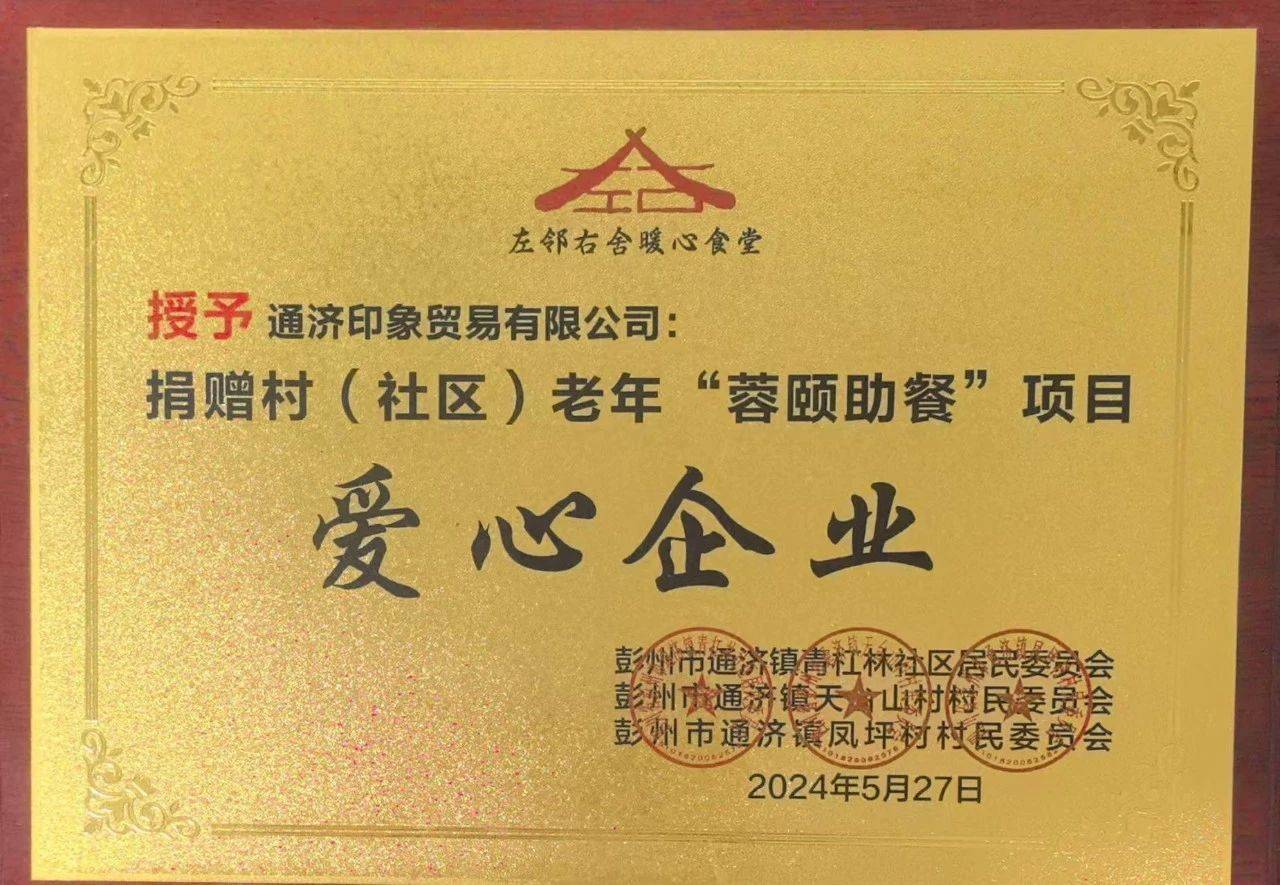 左邻右舍暖心食堂
授予 通济印象贸易有限公司：
捐赠村（社区）老年“蓉颐助餐”项目
爱心企业
彭州市通济镇青杠林社区居民委员会
彭州市通济镇天台山村村民委员会
彭州市通济镇凤坪村村民委员会
2024年5月27日